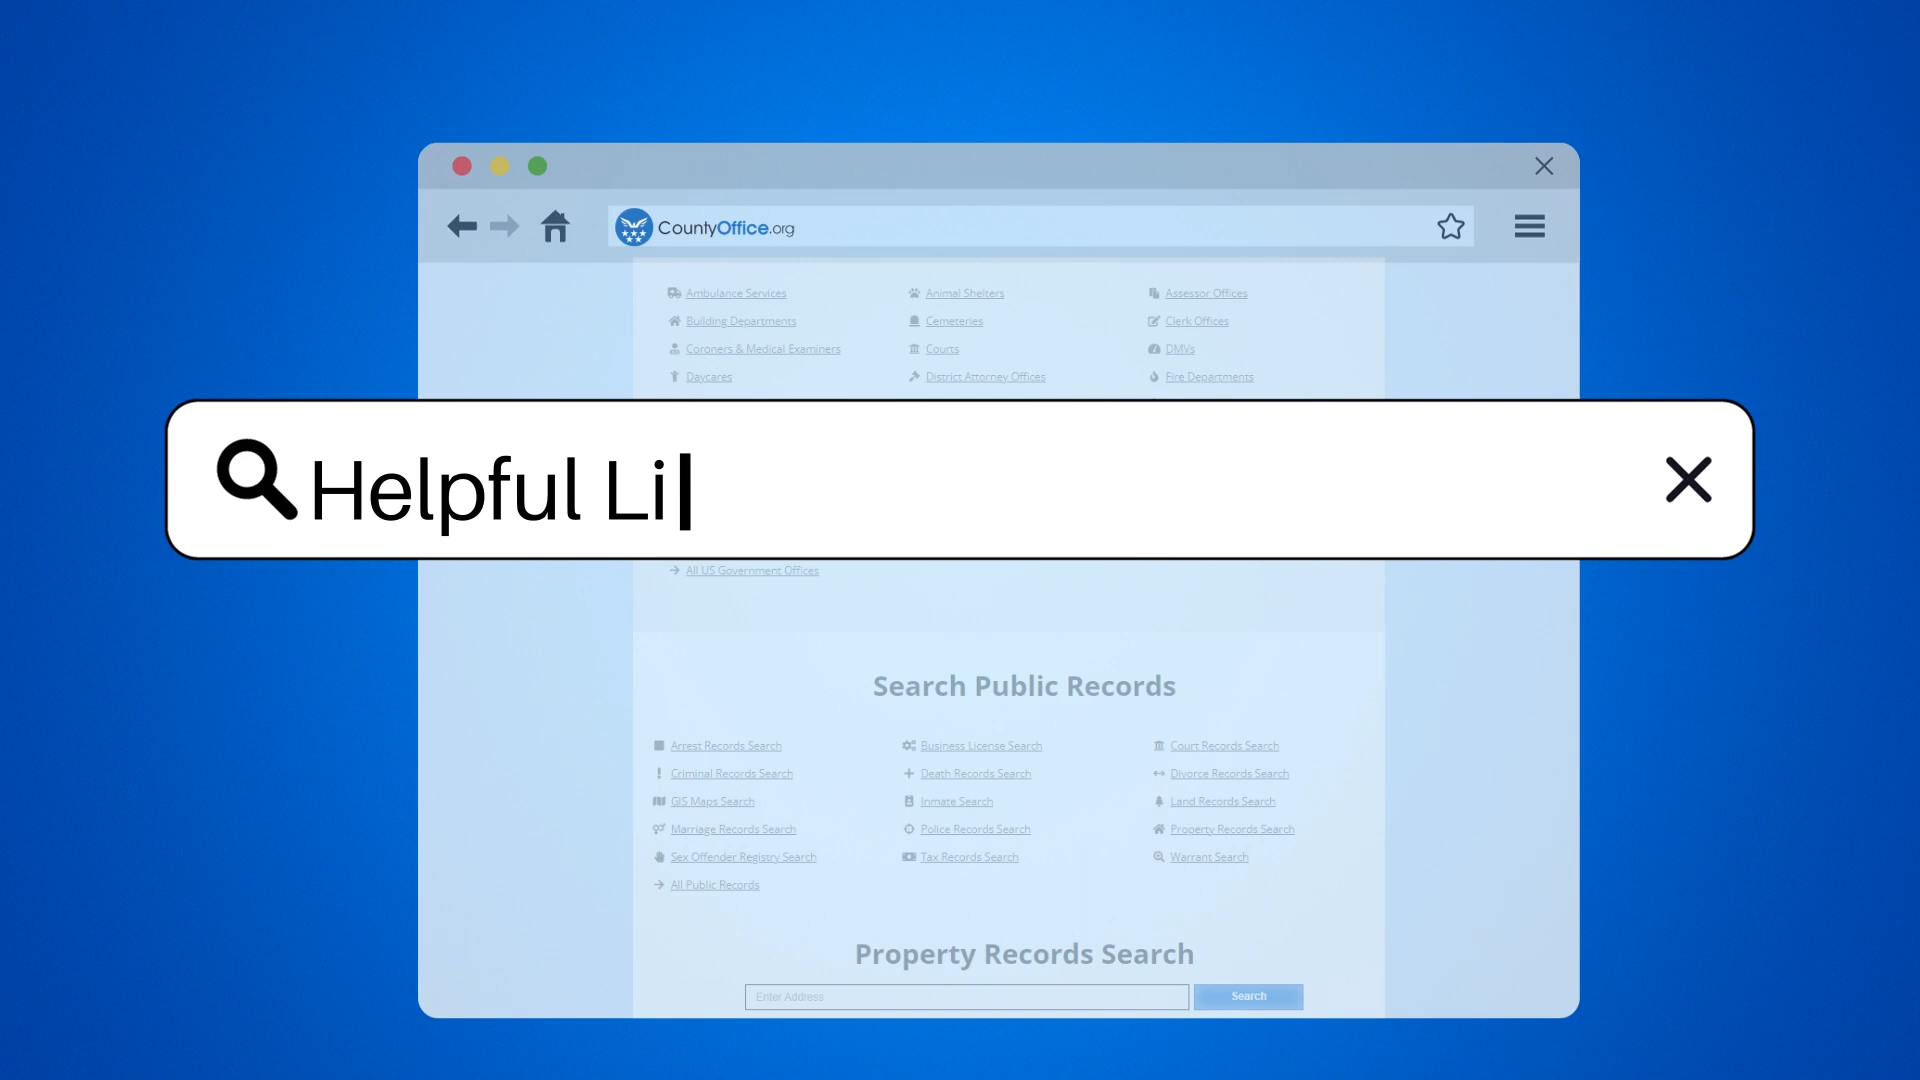 CountyOffice.org
Ambulance Services Animal Shelters Assessor Offices
Building Departments Cemeteries Clerk Offices
Coroners & Medical Examiners Courts DMVs
Daycares District Attorney Offices Fire Departments
Helpful Li
All US Government Offices
Search Public Records
Arrest Records Search Business License Search Court Records Search
Criminal Records Search Death Records Search Divorce Records Search
GIS Maps Search Inmate Search Land Records Search
Marriage Records Search Police Records Search Property Records Search
Sex Offender Registry Search Tax Records Search Warrant Search
All Public Records
Property Records Search
Enter Address Search